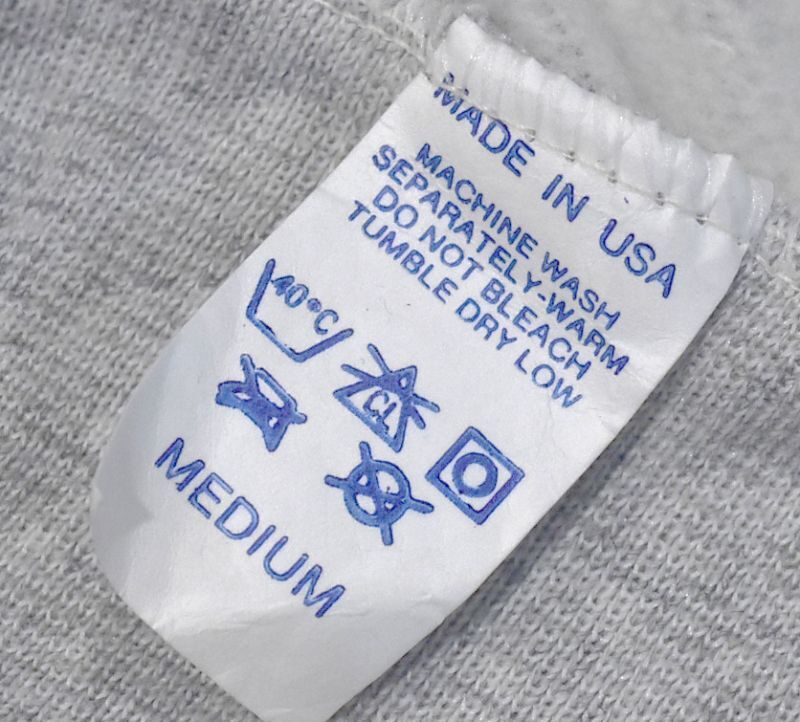 MADE IN USA
MACHINE WASH
SEPARATELY-WARM
DO NOT BLEACH
TUMBLE DRY LOW
40°C
CL
MEDIUM